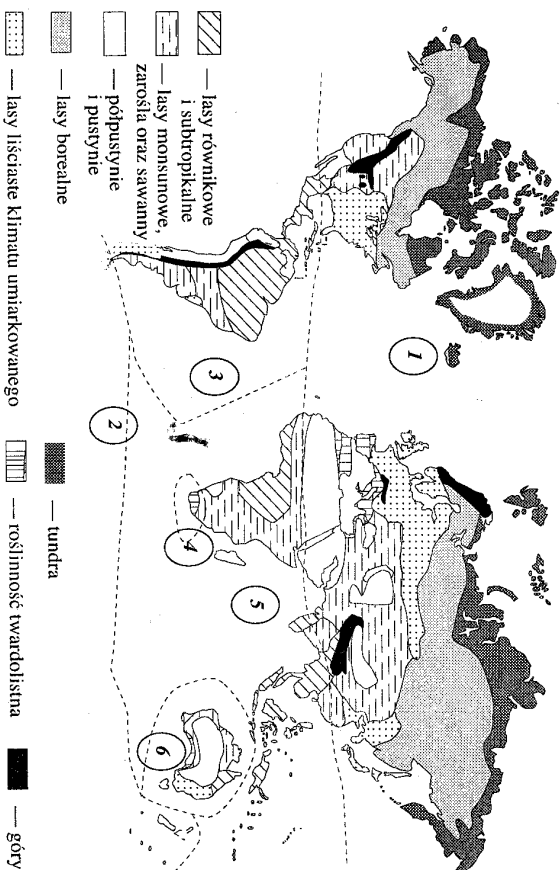 1
2
3
4
5
6
— lasy równikowe
i subtropikalne
— lasy monsunowe,
zarośla oraz sawanny
— półpustynie
i pustynie
— lasy borealne
— lasy liściaste klimatu umiarkowanego
— tundra
— roślinność twardolistna
— góry